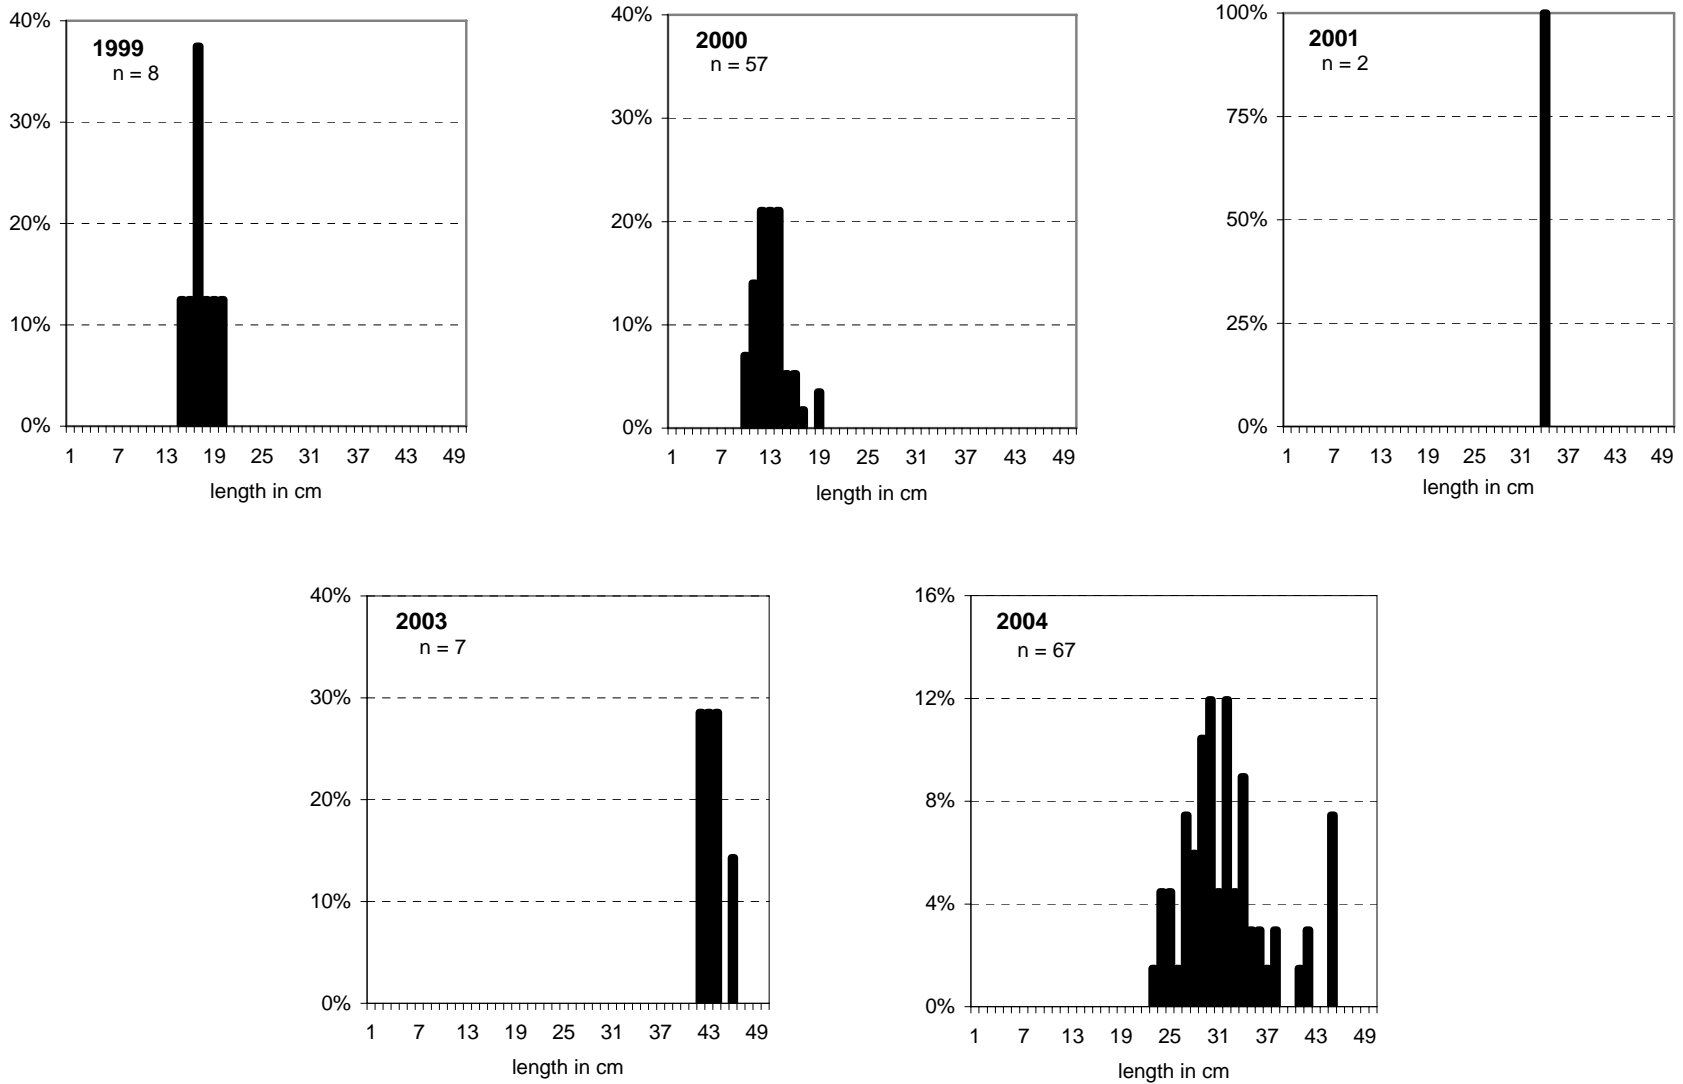 1999
n = 8
40%
30%
20%
10%
0%
1 7 13 19 25 31 37 43 49
length in cm
2000
n = 57
40%
30%
20%
10%
0%
1 7 13 19 25 31 37 43 49
length in cm
2001
n = 2
100%
75%
50%
25%
0%
1 7 13 19 25 31 37 43 49
length in cm
2003
n = 7
40%
30%
20%
10%
0%
1 7 13 19 25 31 37 43 49
length in cm
2004
n = 67
16%
12%
8%
4%
0%
1 7 13 19 25 31 37 43 49
length in cm